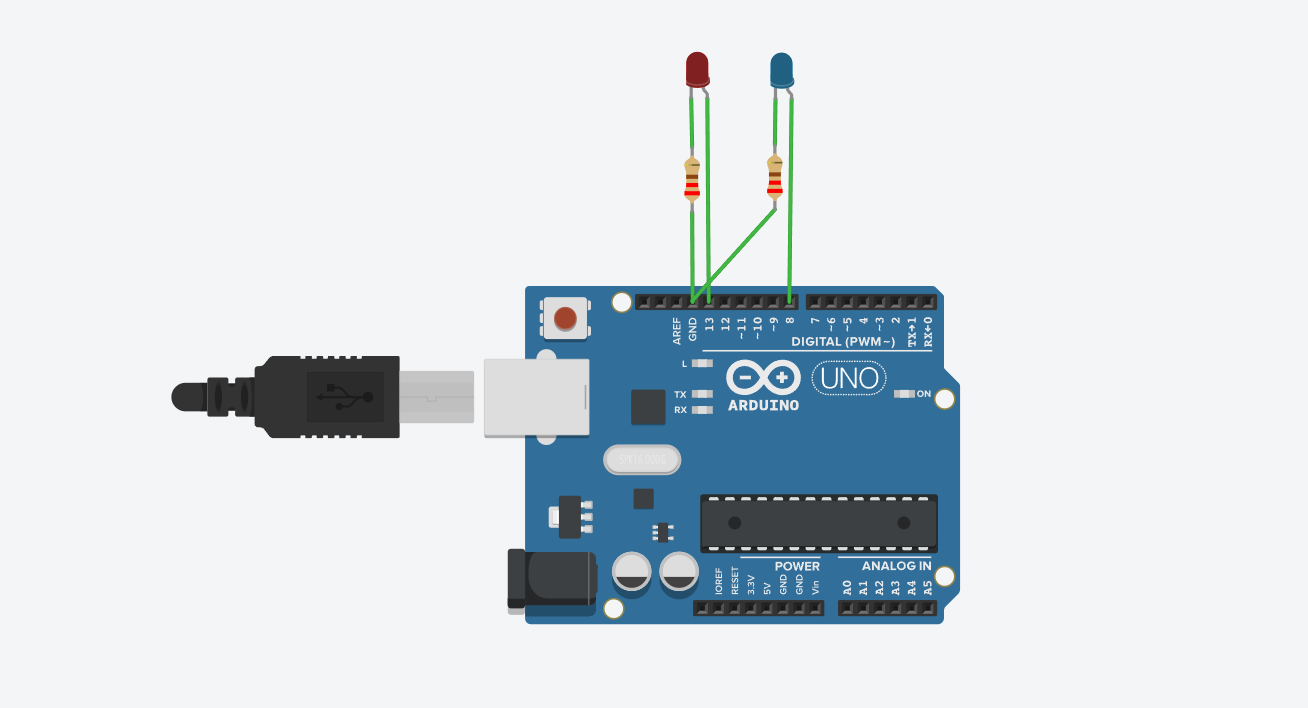 AREF
GND
13
12
~11
~10
~9
8
7
~6
~5
4
~3
2
TX→1
RX←0
DIGITAL (PWM~)
L
TX
RX
ARDUINO
UNO
ON
SPK16.000G
POWER
ANALOG IN
IOREF
RESET
3.3V
5V
GND
GND
Vin
A0
A1
A2
A3
A4
A5